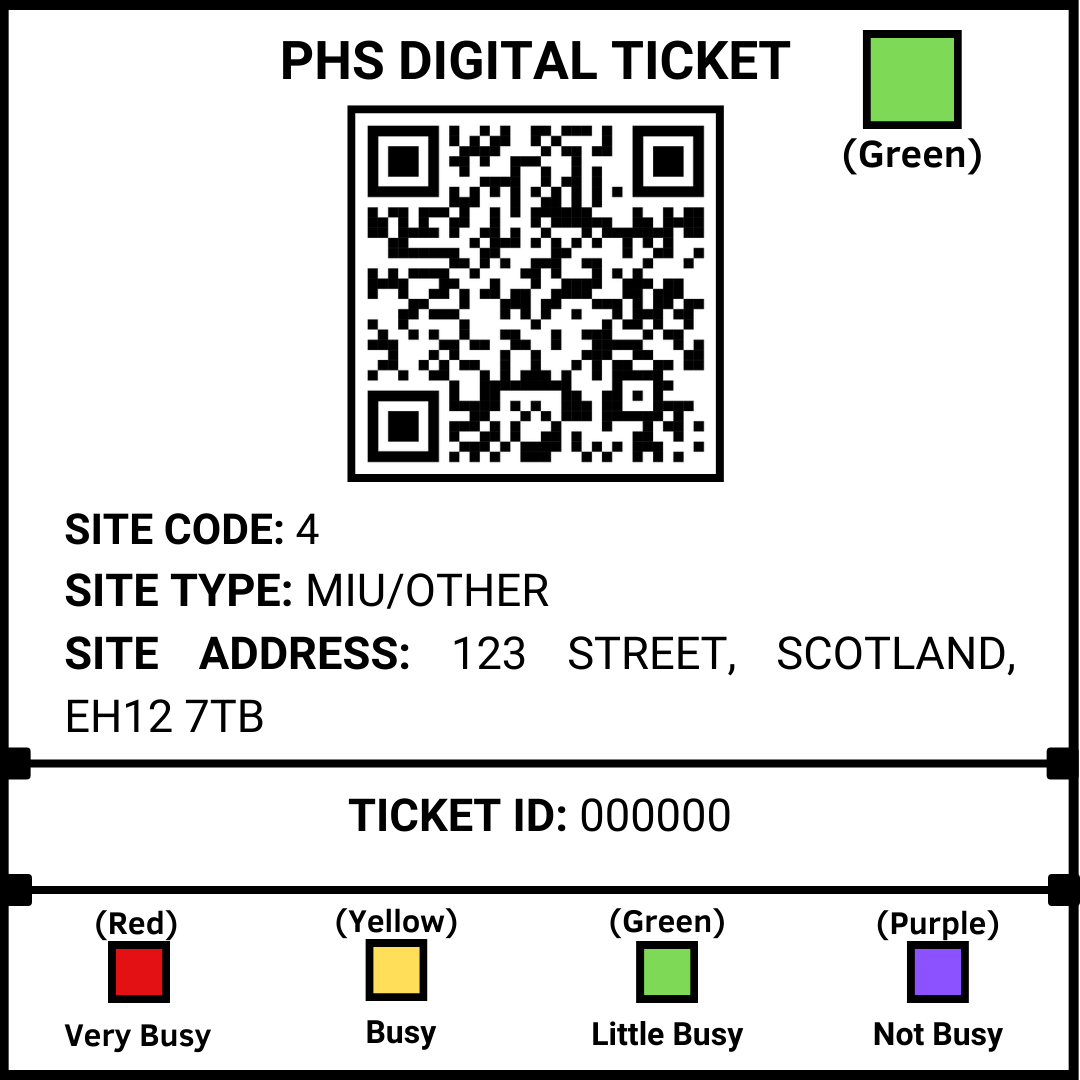 PHS DIGITAL TICKET
(Green)
SITE CODE: 4
SITE TYPE: MIU/OTHER
SITE ADDRESS: 123 STREET, SCOTLAND,
EH12 7TB
TICKET ID: 000000
(Red) (Yellow) (Green) (Purple)
Very Busy Busy Little Busy Not Busy